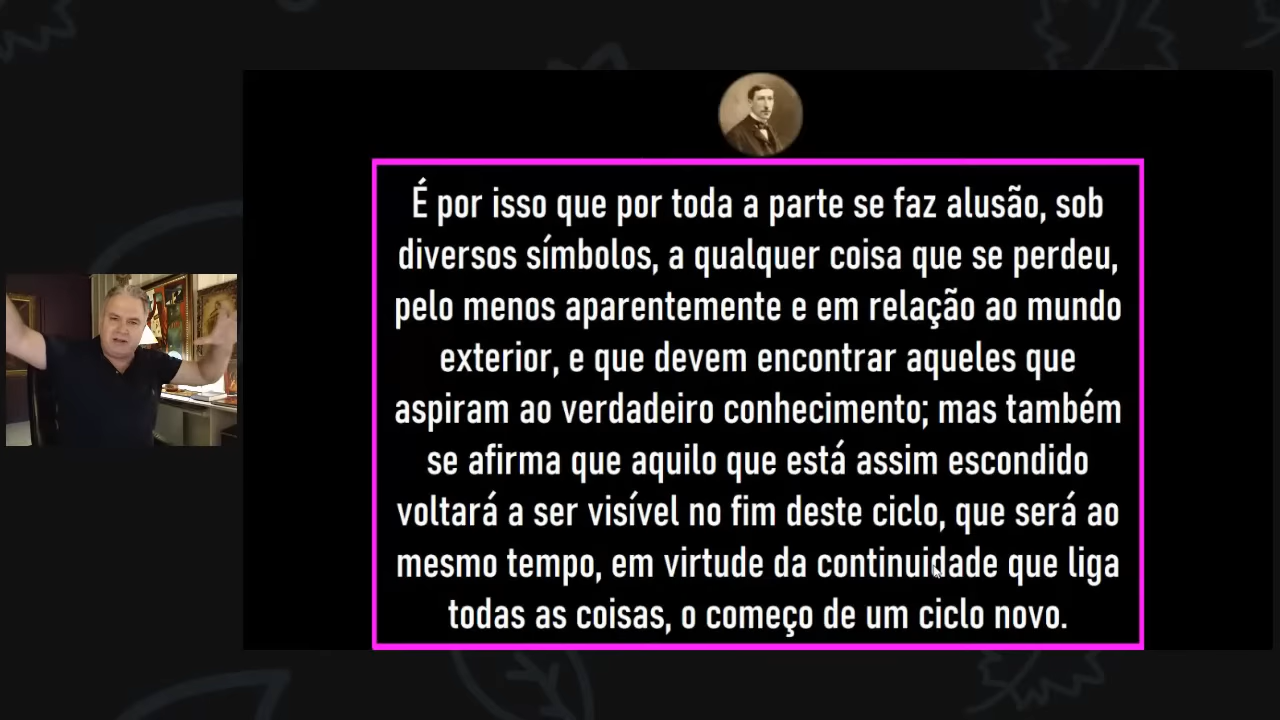 É por isso que por toda a parte se faz alusão, sob
diversos símbolos, a qualquer coisa que se perdeu,
pelo menos aparentemente e em relação ao mundo
exterior, e que devem encontrar aqueles que
aspiram ao verdadeiro conhecimento; mas também
se afirma que aquilo que está assim escondido
voltará a ser visível no fim deste ciclo, que será ao
mesmo tempo, em virtude da continuidade que liga
todas as coisas, o começo de um ciclo novo.